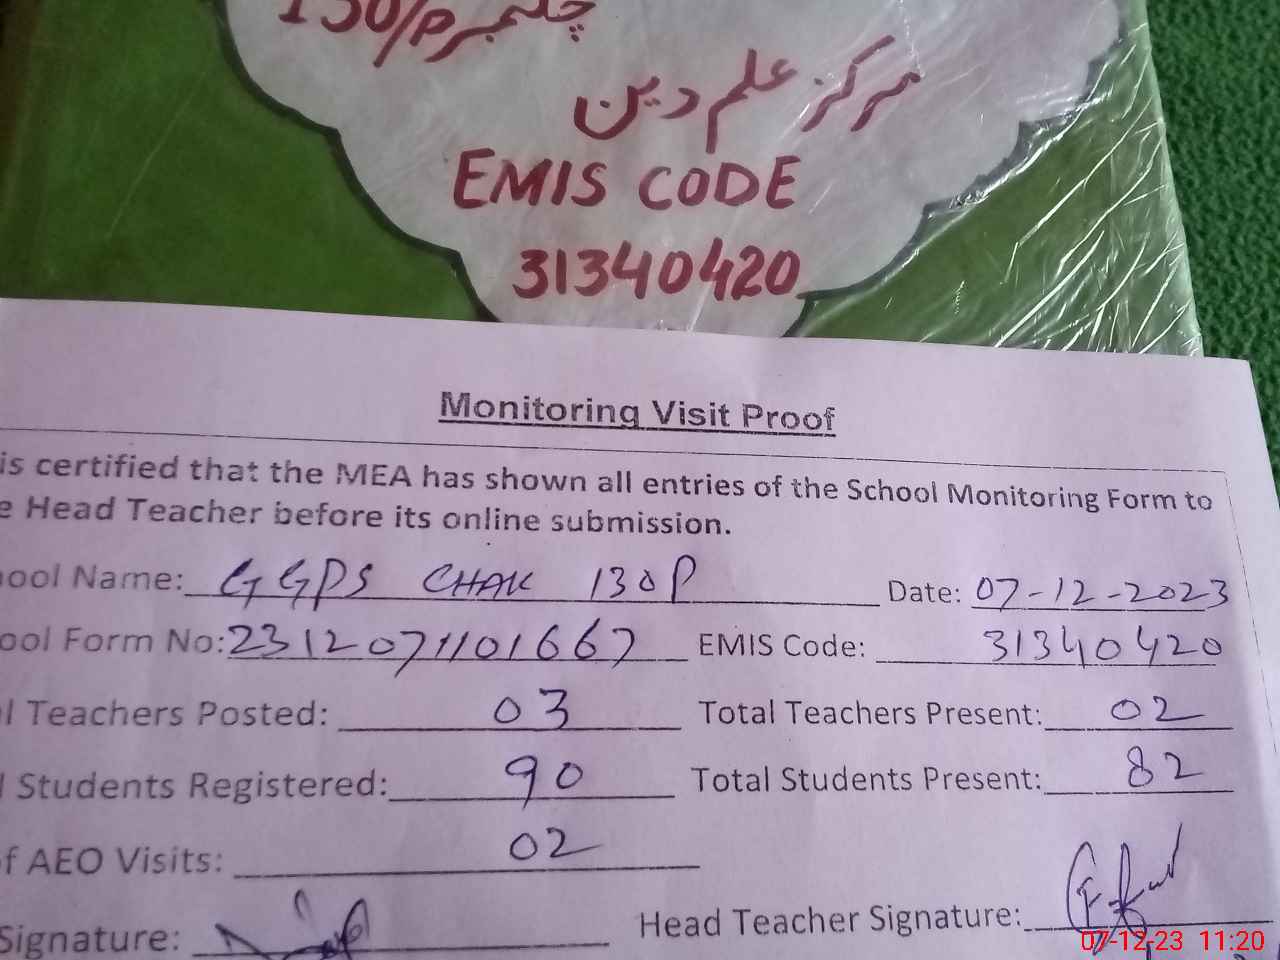 چک نمبر 130/P
مرکز علم دین
EMIS CODE
31340420
Monitoring Visit Proof
is certified that the MEA has shown all entries of the School Monitoring Form to
e Head Teacher before its online submission.
ool Name: GGPS CHAK 130P Date: 07-12-2023
ool Form No: 2312071101667 EMIS Code: 31340420
l Teachers Posted: 03 Total Teachers Present: 02
l Students Registered: 90 Total Students Present: 82
f AEO Visits: 02
Signature: Head Teacher Signature:
07-12-23 11:20